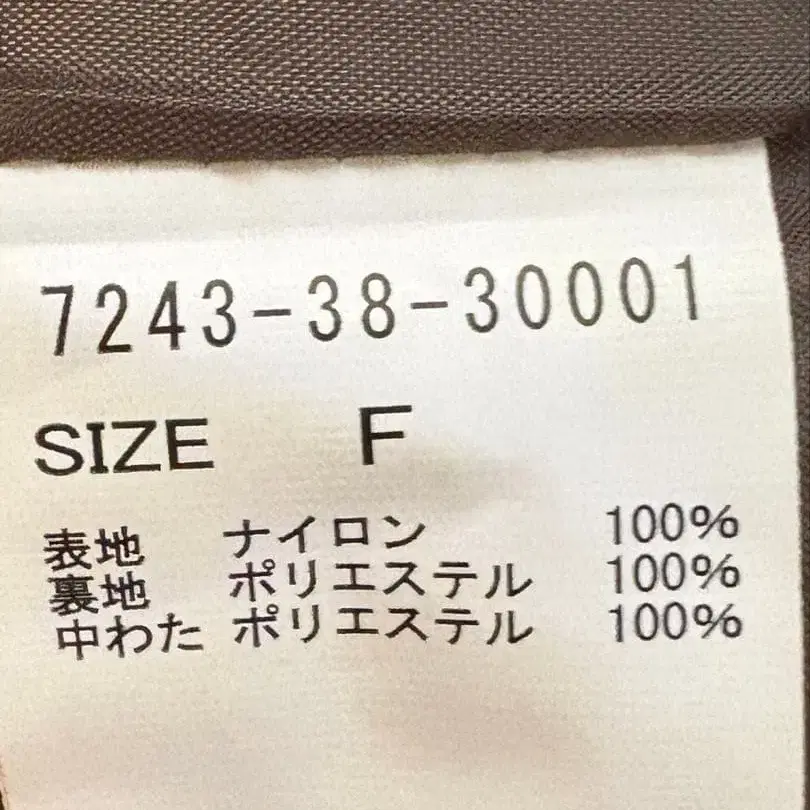 7243-38-30001
SIZE F
表地 ナイロン 100%
裏地 ポリエステル 100%
中わた ポリエステル 100%